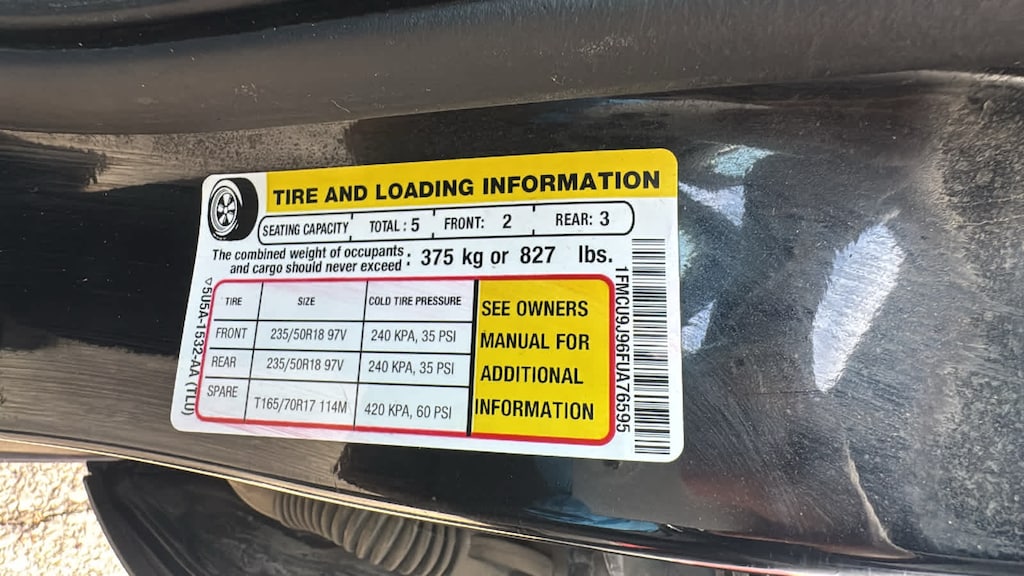 TIRE AND LOADING INFORMATION
SEATING CAPACITY TOTAL : 5 FRONT: 2 REAR: 3
The combined weight of occupants
and cargo should never exceed : 375 kg or 827 lbs.
TIRE SIZE COLD TIRE PRESSURE
FRONT 235/50R18 97V 240 KPA, 35 PSI
REAR 235/50R18 97V 240 KPA, 35 PSI
SPARE T165/70R17 114M 420 KPA, 60 PSI
SEE OWNERS
MANUAL FOR
ADDITIONAL
INFORMATION
5U5A-1532-AA (TLU)
1FMCU9J96FUA76595